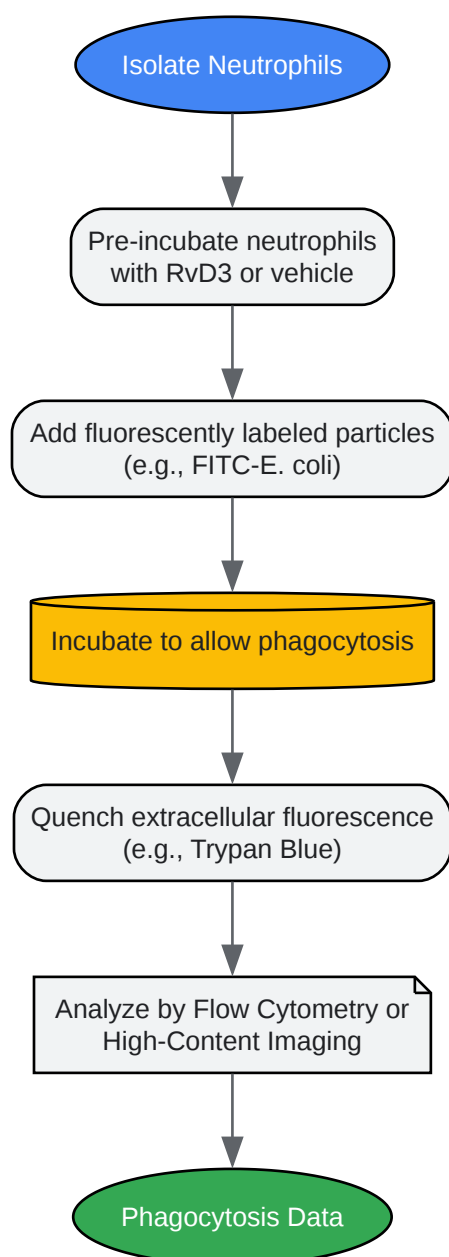 Isolate Neutrophils
Pre-incubate neutrophils
with RvD3 or vehicle
Add fluorescently labeled particles
(e.g., FITC-E. coli)
Incubate to allow phagocytosis
Quench extracellular fluorescence
(e.g., Trypan Blue)
Analyze by Flow Cytometry or
High-Content Imaging
Phagocytosis Data